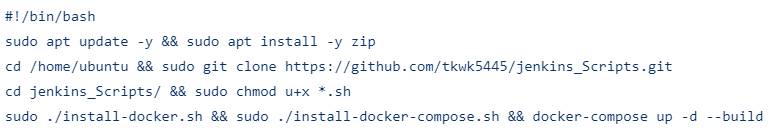 #!/bin/bash
sudo apt update -y && sudo apt install -y zip
cd /home/ubuntu && sudo git clone https://github.com/tkwk5445/jenkins_Scripts.git
cd jenkins_Scripts/ && sudo chmod u+x *.sh
sudo ./install-docker.sh && sudo ./install-docker-compose.sh && docker-compose up -d --build